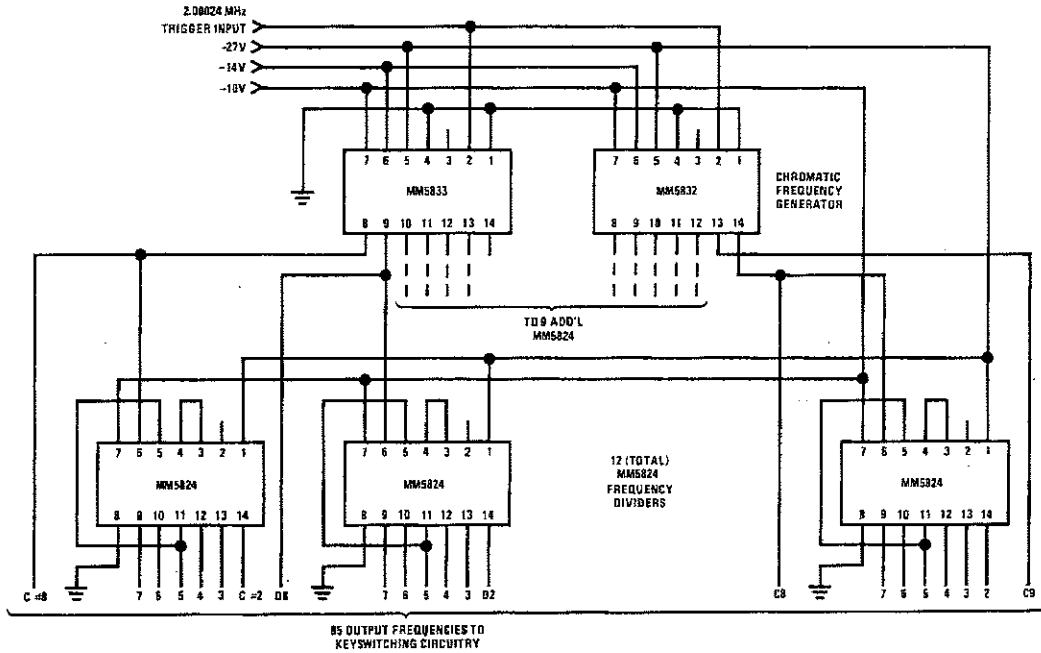 2.00024 MHz
TRIGGER INPUT
-27V
-14V
-10V
7 6 5 4 3 2 1
MM5833
8 9 10 11 12 13 14
7 6 5 4 3 2 1
MM5832
8 9 10 11 12 13 14
CHROMATIC
FREQUENCY
GENERATOR
TO 9 ADD'L
MM5824
7 6 5 4 3 2 1
MM5824
8 9 10 11 12 13 14
7 6 5 4 3 2 1
MM5824
8 9 10 11 12 13 14
12 (TOTAL)
MM5824
FREQUENCY
DIVIDERS
7 6 5 4 3 2 1
MM5824
8 9 10 11 12 13 14
C #8 7 6 5 4 3 C #2 D8 7 6 5 4 3 D2 C8 7 6 5 4 3 2 C9
85 OUTPUT FREQUENCIES TO
KEYSWITCHING CIRCUITRY